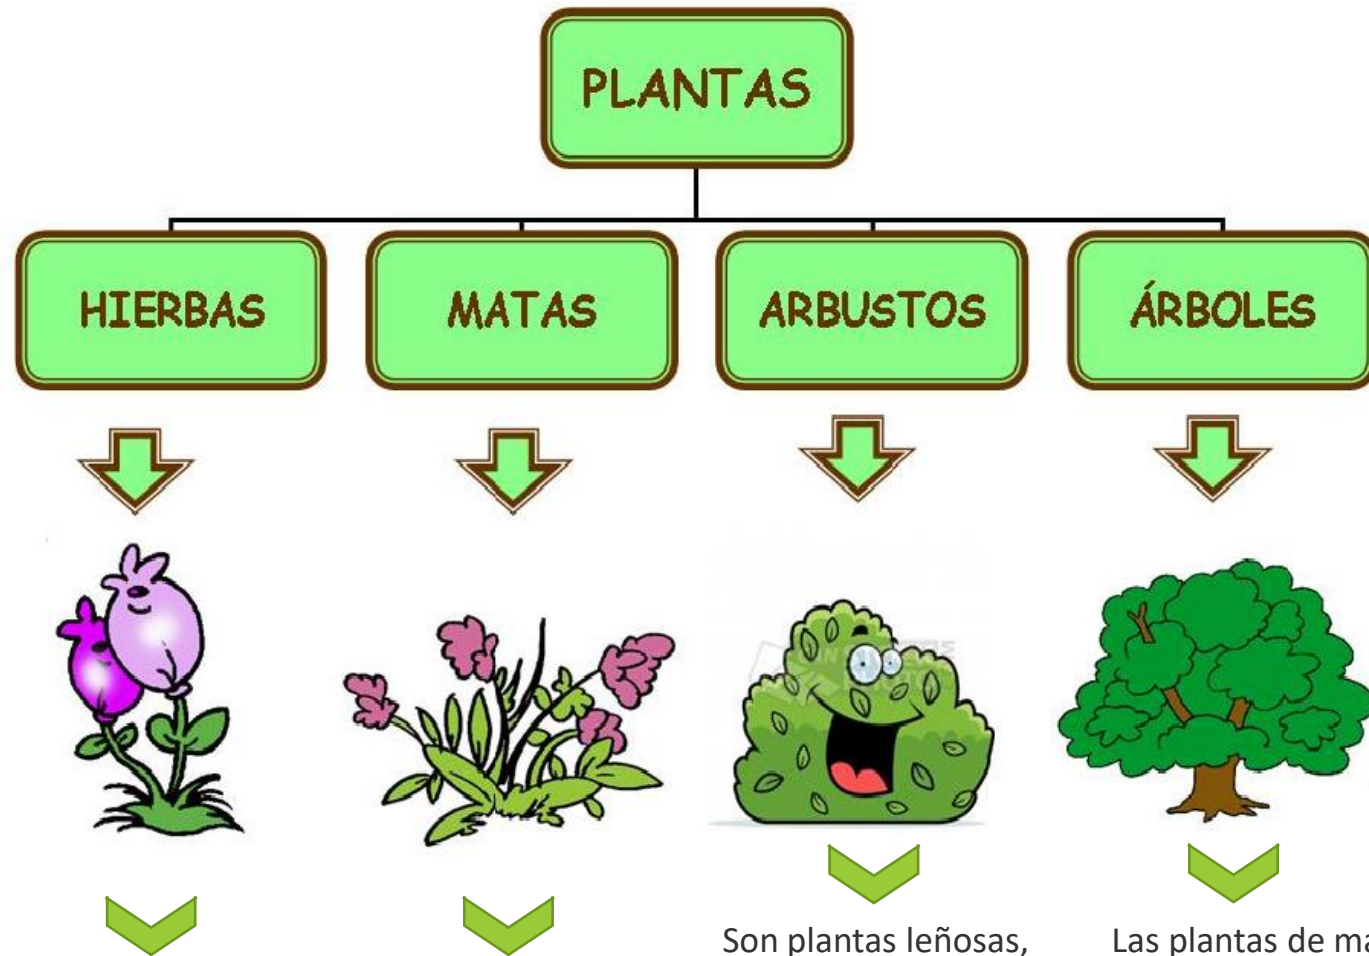 PLANTAS
HIERBAS
MATAS
ARBUSTOS
ÁRBOLES
Son plantas leñosas,
Las plantas de